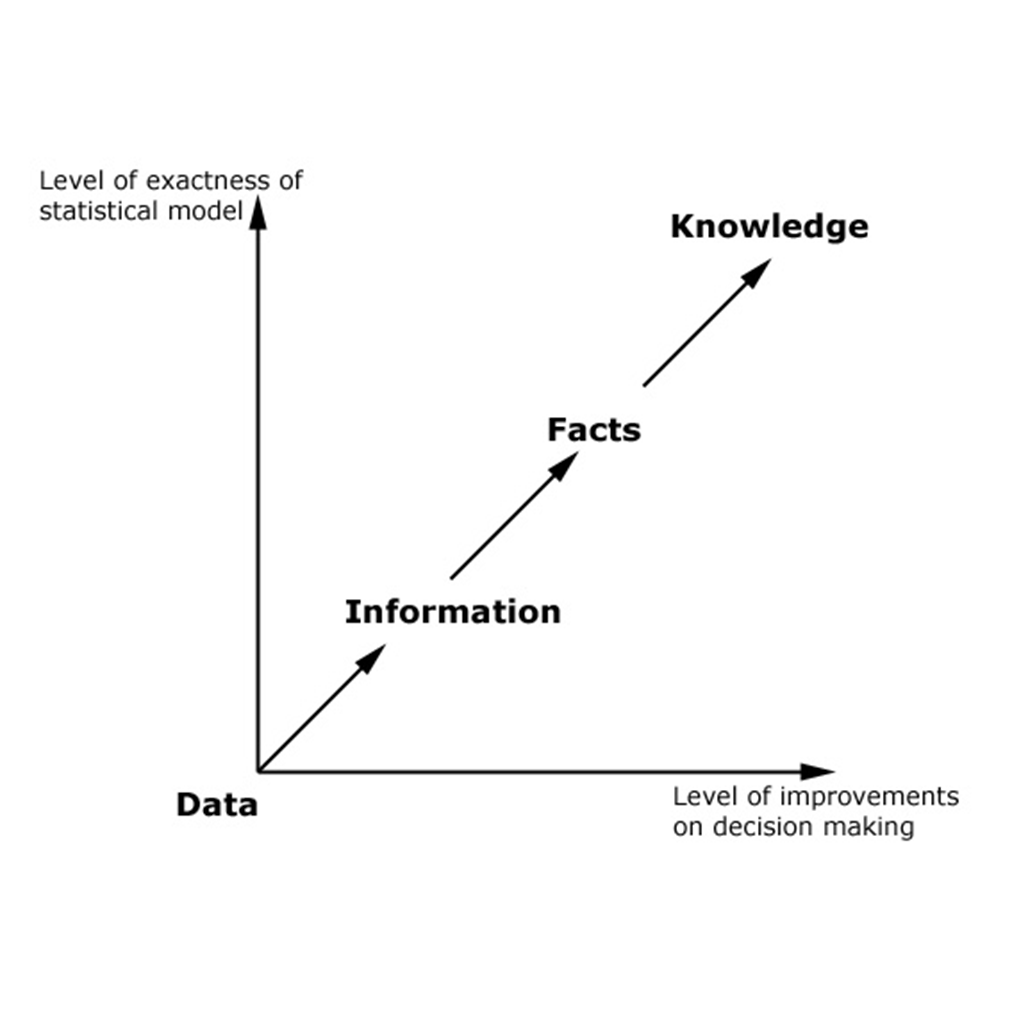 Level of exactness of
statistical model
Knowledge
Facts
Information
Data
Level of improvements
on decision making